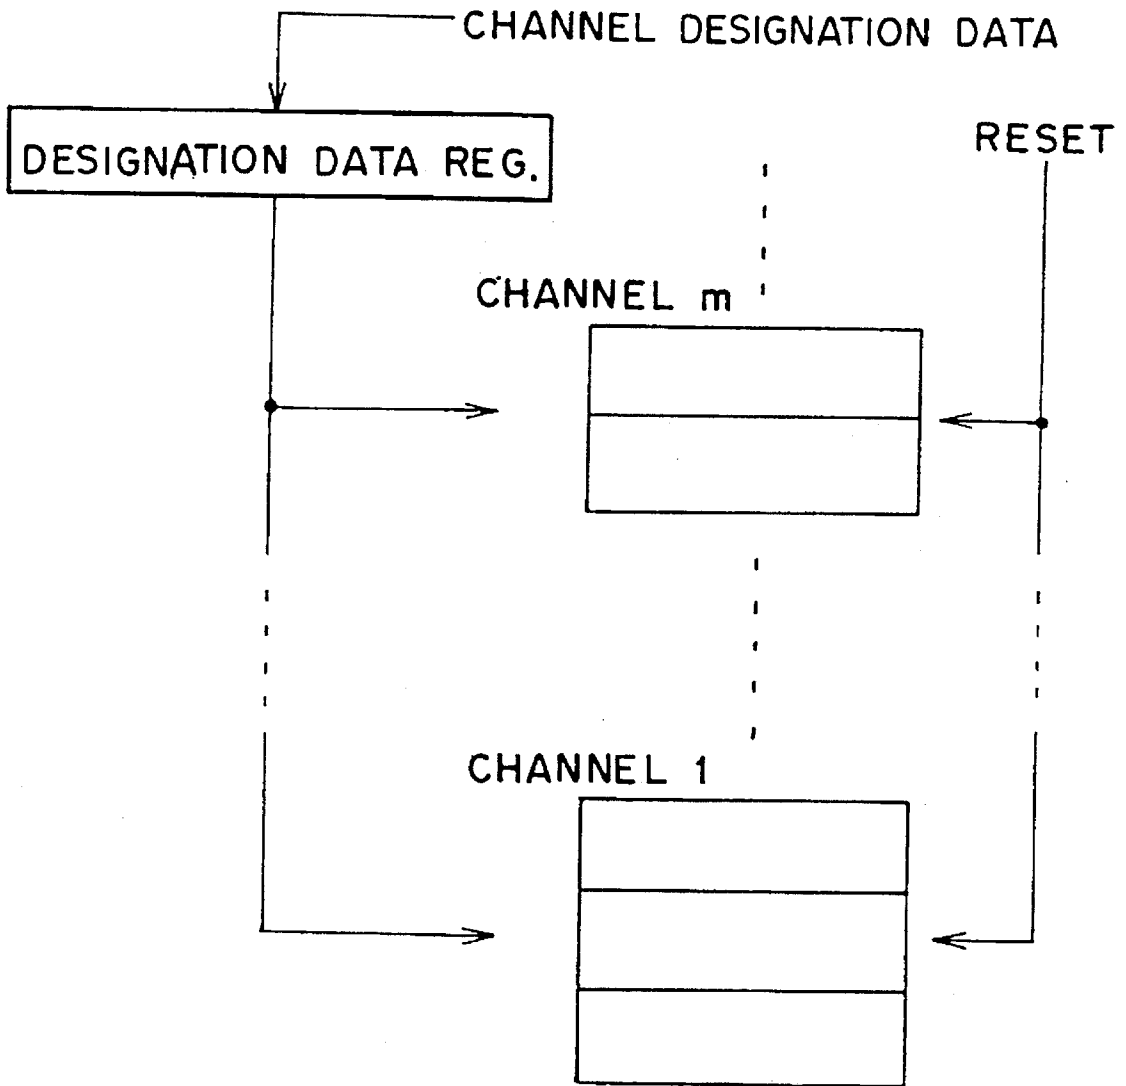 CHANNEL DESIGNATION DATA
DESIGNATION DATA REG.
RESET
CHANNEL m
CHANNEL 1